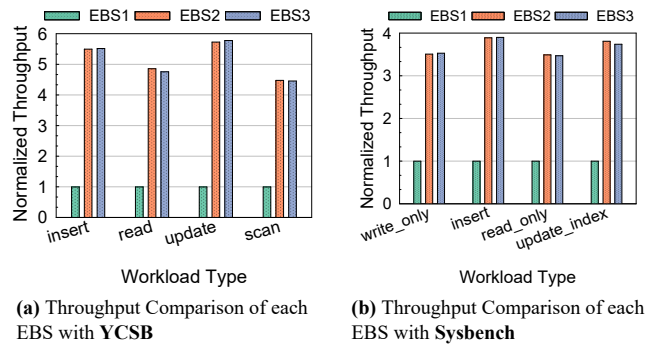 EBS1 EBS2 EBS3
Normalized Throughput
6
5
4
3
2
1
0
insert read update scan
Workload Type
(a) Throughput Comparison of each
EBS with YCSB
EBS1 EBS2 EBS3
Normalized Throughput
4
3
2
1
0
write_only insert read_only update_index
Workload Type
(b) Throughput Comparison of each
EBS with Sysbench